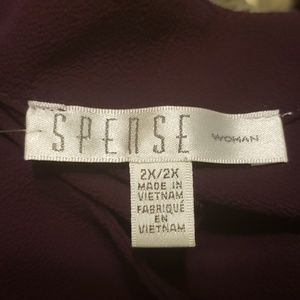 SPENSE WOMAN
2X/2X
MADE IN
VIETNAM
FABRIQUÉ
EN
VIETNAM